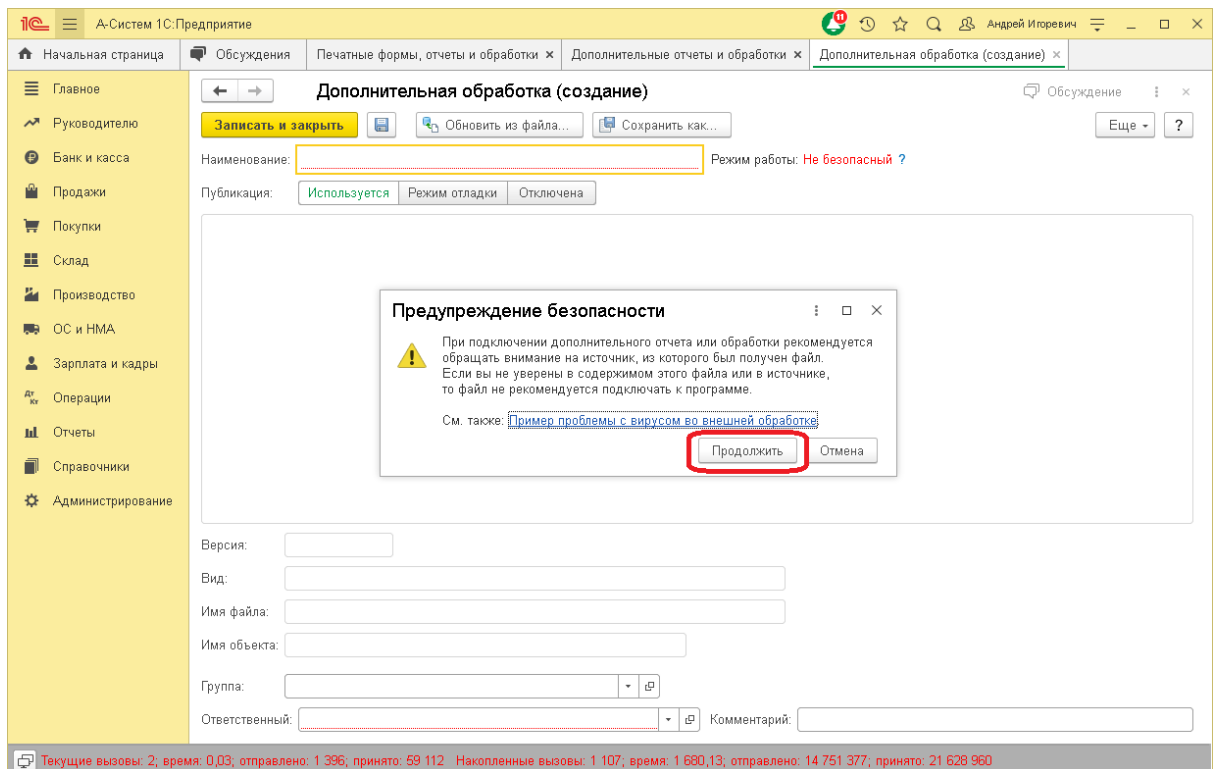 1С А-Систем 1С:Предприятие 11 Андрей Игоревич
Начальная страница Обсуждения Печатные формы, отчеты и обработки × Дополнительные отчеты и обработки × Дополнительная обработка (создание) ×
Главное
Руководителю
Банк и касса
Продажи
Покупки
Склад
Производство
ОС и НМА
Зарплата и кадры
Дт Кт Операции
Отчеты
Справочники
Администрирование
Дополнительная обработка (создание) Обсуждение
Записать и закрыть Обновить из файла... Сохранить как... Еще ?
Наименование: Режим работы: Не безопасный ?
Публикация: Используется Режим отладки Отключена
Предупреждение безопасности
При подключении дополнительного отчета или обработки рекомендуется
обращать внимание на источник, из которого был получен файл.
Если вы не уверены в содержимом этого файла или в источнике,
то файл не рекомендуется подключать к программе.
См. также: Пример проблемы с вирусом во внешней обработке
Продолжить Отмена
Версия:
Вид:
Имя файла:
Имя объекта:
Группа:
Ответственный: Комментарий:
Текущие вызовы: 2; время: 0,03; отправлено: 1 396; принято: 59 112 Накопленные вызовы: 1 107; время: 1 680,13; отправлено: 14 751 377; принято: 21 628 960